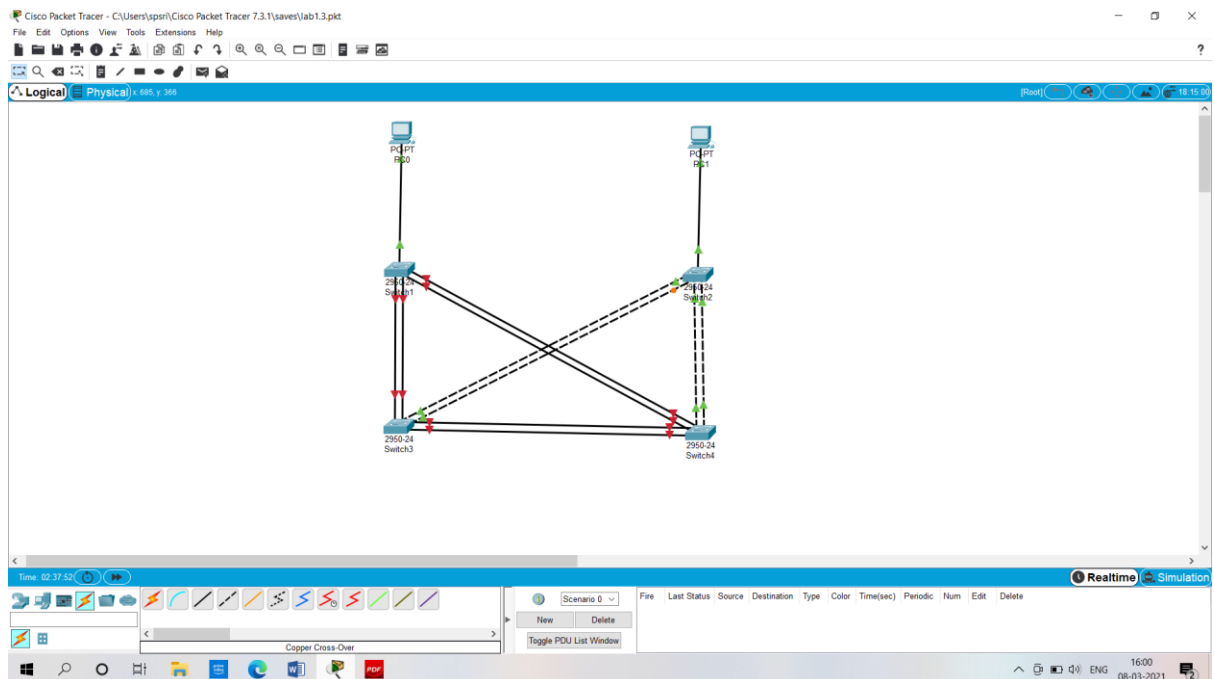 Cisco Packet Tracer - C:\Users\spsri\Cisco Packet Tracer 7.3.1\saves\lab1.3.pkt
File Edit Options View Tools Extensions Help
?
Logical Physical x: 685, y: 366 [Root] 18:15:00
PC-PT
PC0
PC-PT
PC1
2950-24
Switch1
2950-24
Switch2
2950-24
Switch3
2950-24
Switch4
Time: 02:37:52 Realtime Simulation
Scenario 0 Fire Last Status Source Destination Type Color Time(sec) Periodic Num Edit Delete
New Delete
Toggle PDU List Window
Copper Cross-Over
PDF
ENG 16:00
08-03-2021 2